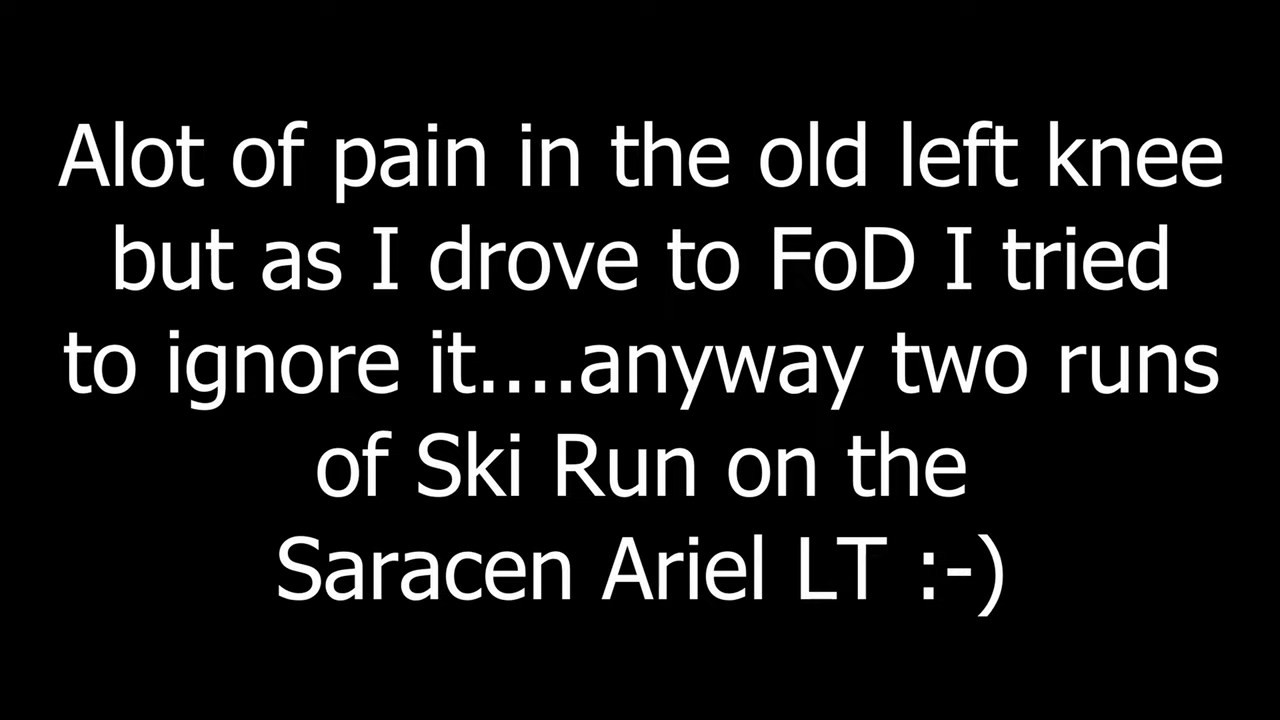 Alot of pain in the old left knee
but as I drove to FoD I tried
to ignore it....anyway two runs
of Ski Run on the
Saracen Ariel LT :-)